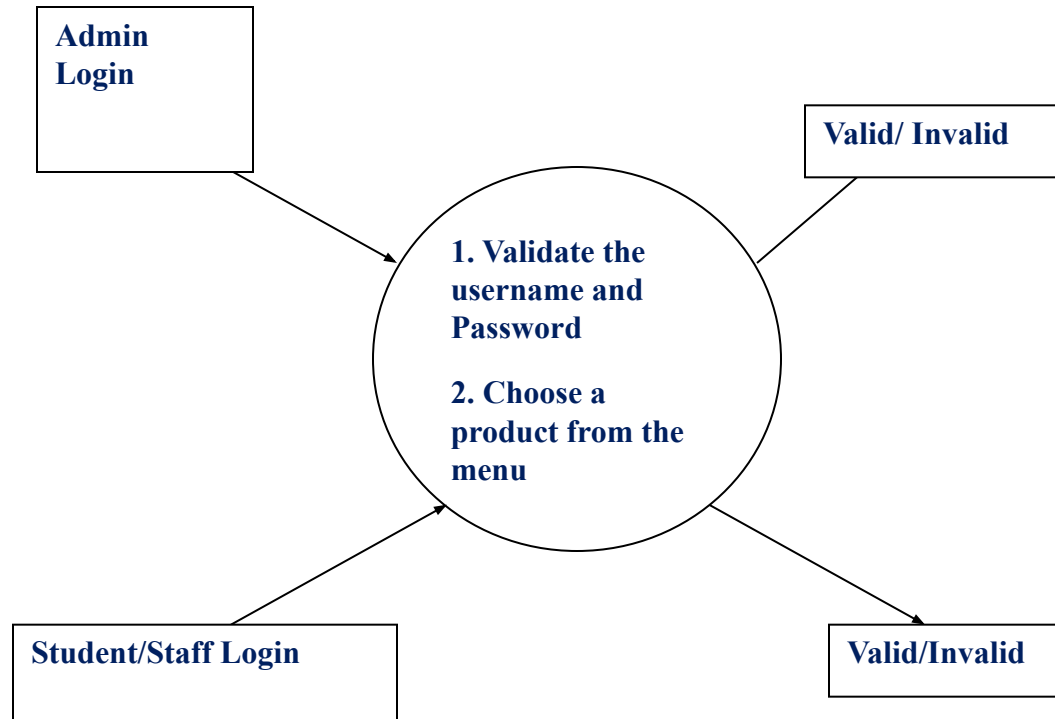 Admin
Login
Valid/ Invalid
1. Validate the
username and
Password
2. Choose a
product from the
menu
Student/Staff Login
Valid/Invalid